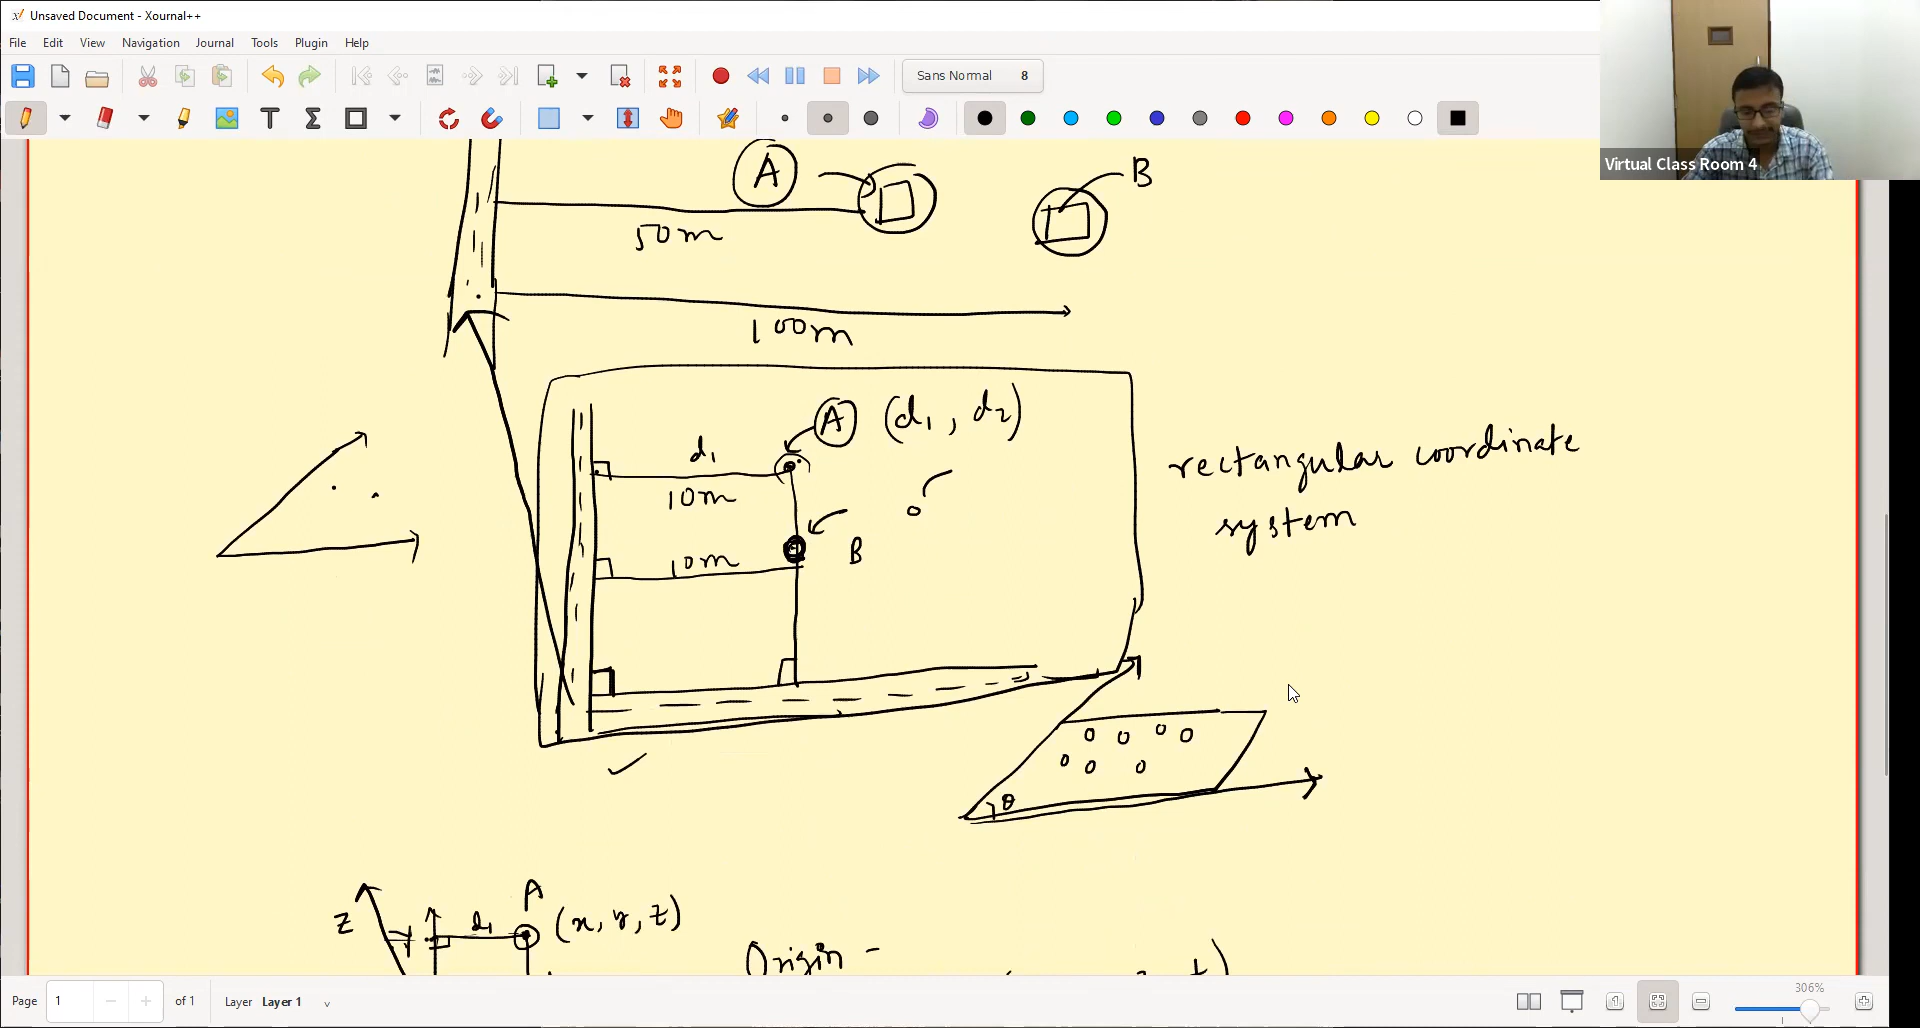 Unsaved Document - Xournal++
File Edit View Navigation Journal Tools Plugin Help
Sans Normal 8
Virtual Class Room 4
A
B
50m
100m
A (d1, d2)
d1
10m
10m
B
rectangular coordinate
system
θ
A
z
d1
(x, y, z)
Origin -
Page 1 of 1 Layer Layer 1
306%